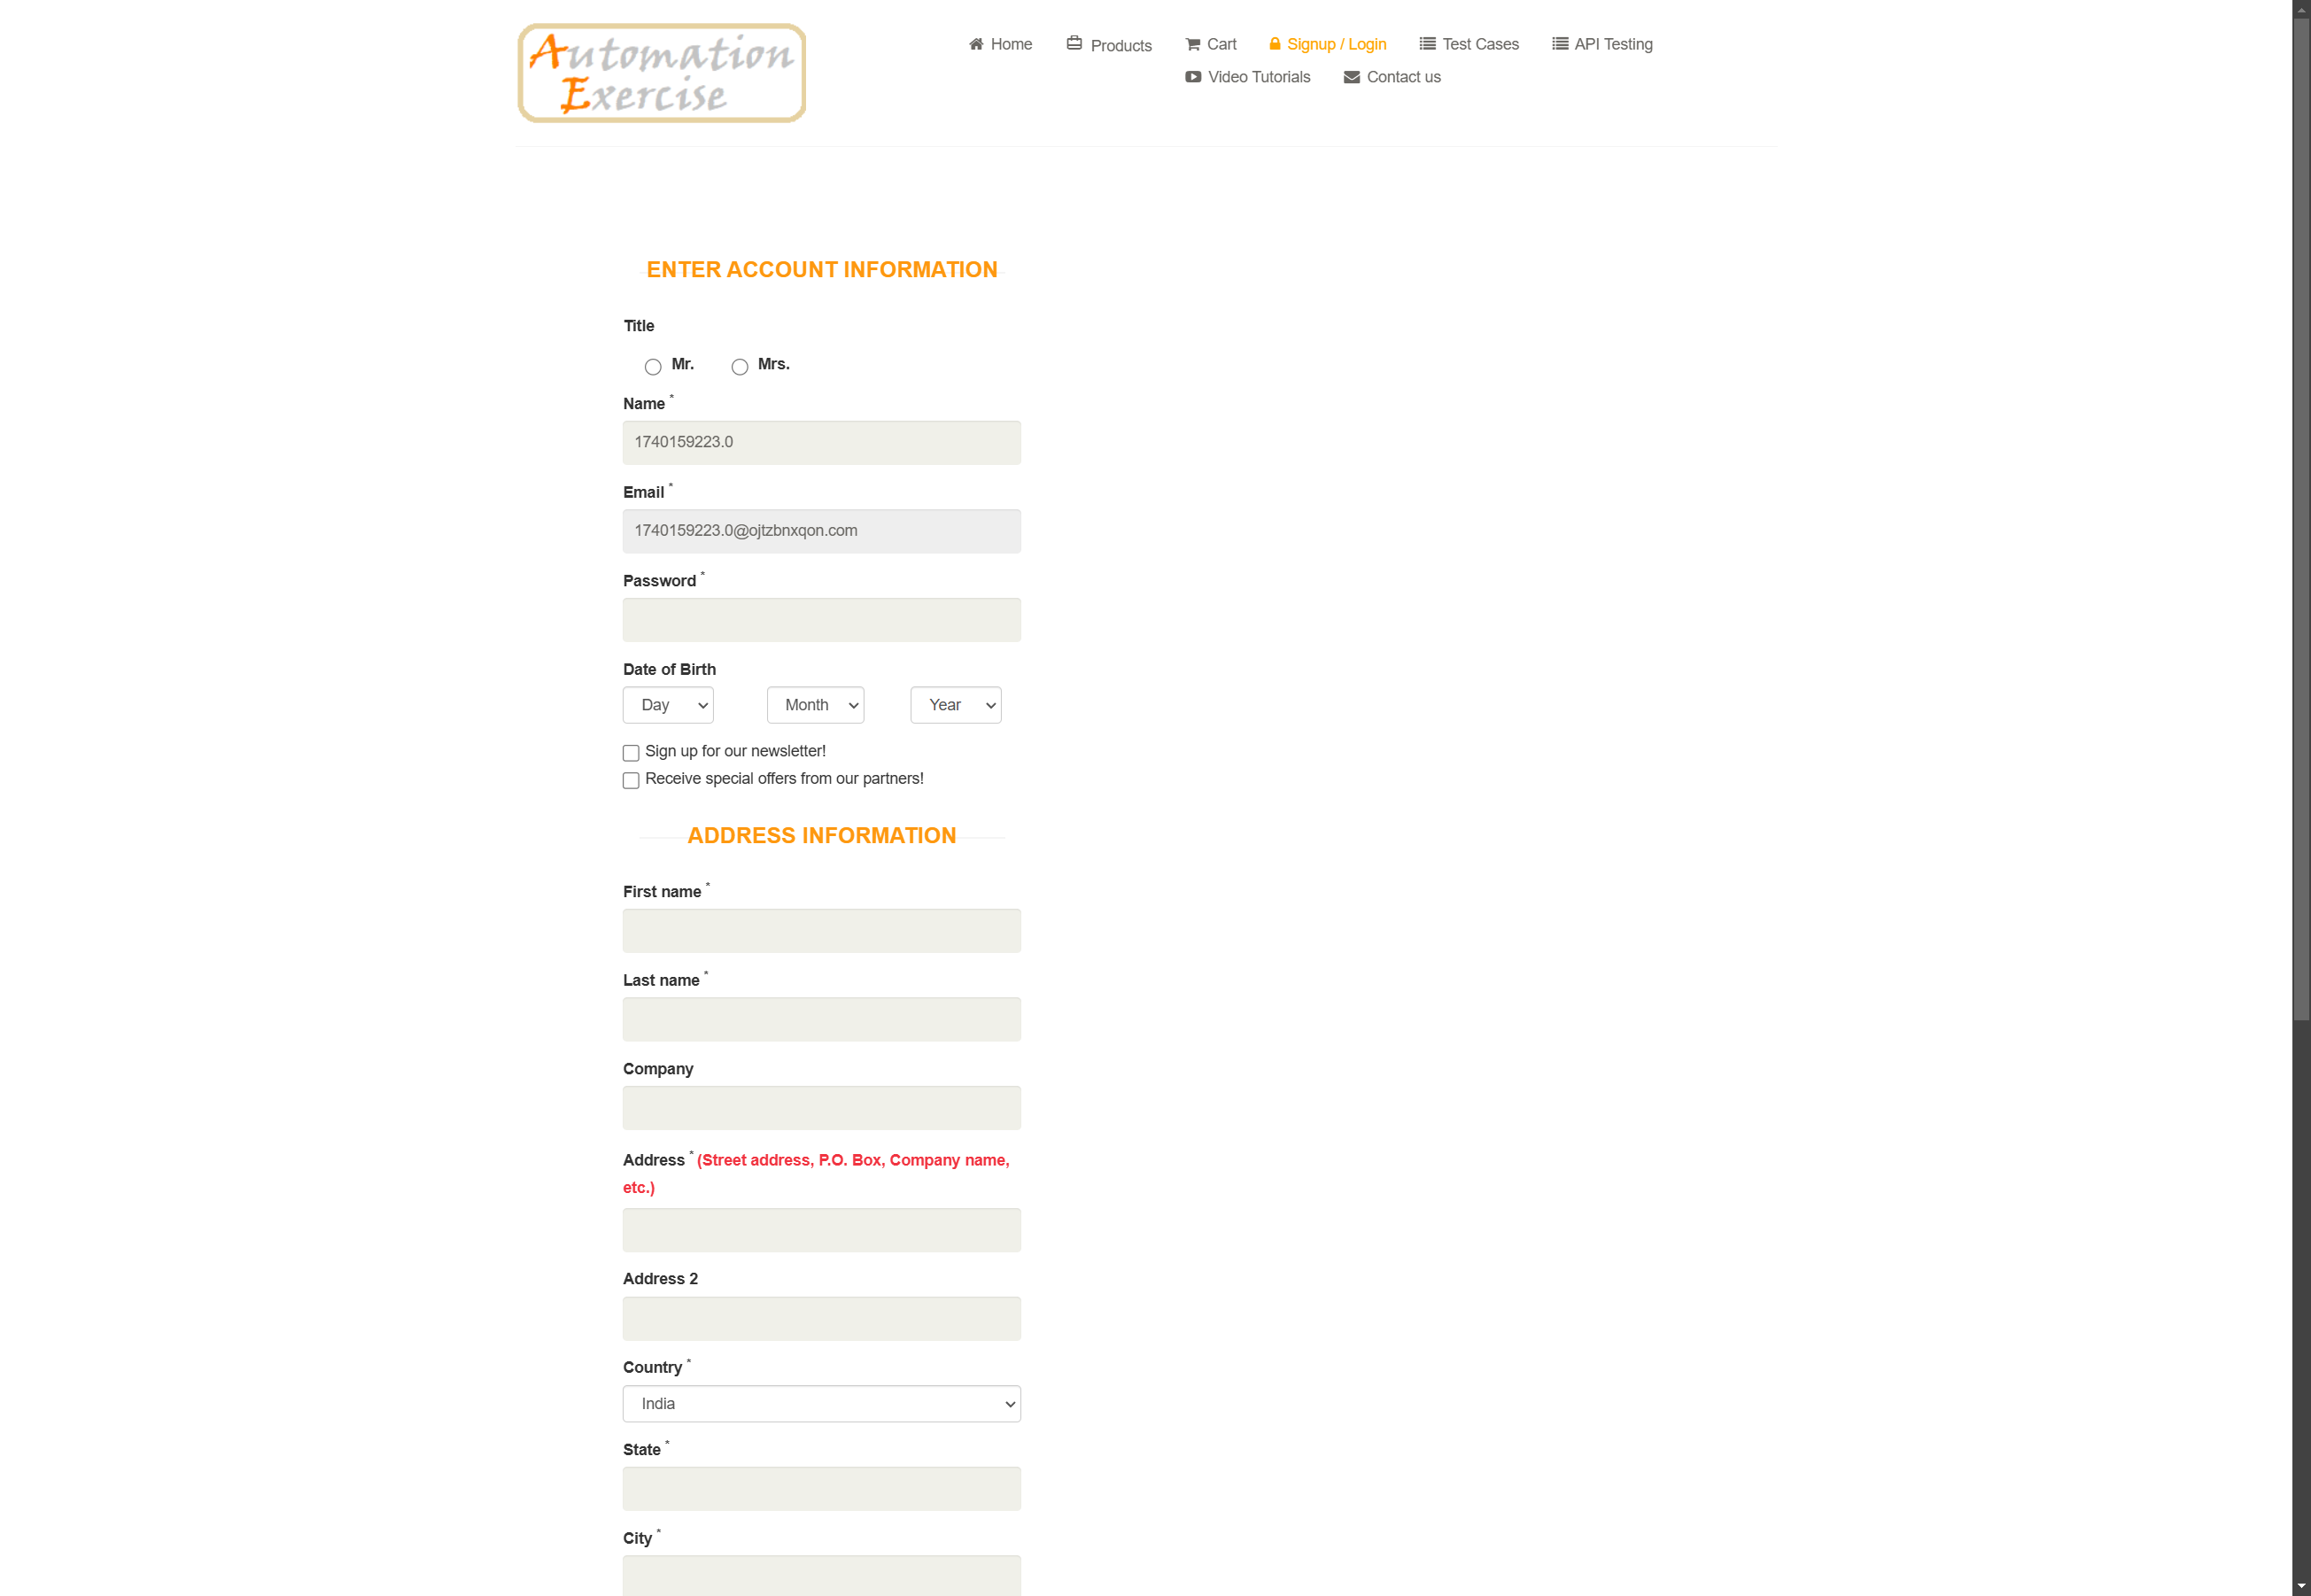 Automation
Exercise
Home
Products
Cart
Signup / Login
Test Cases
API Testing
Video Tutorials
Contact us
ENTER ACCOUNT INFORMATION
Title
Mr.
Mrs.
Name *
1740159223.0
Email *
1740159223.0@ojtzbnxqon.com
Password *
Date of Birth
Day
Month
Year
Sign up for our newsletter!
Receive special offers from our partners!
ADDRESS INFORMATION
First name *
Last name *
Company
Address * (Street address, P.O. Box, Company name,
etc.)
Address 2
Country *
India
State *
City *